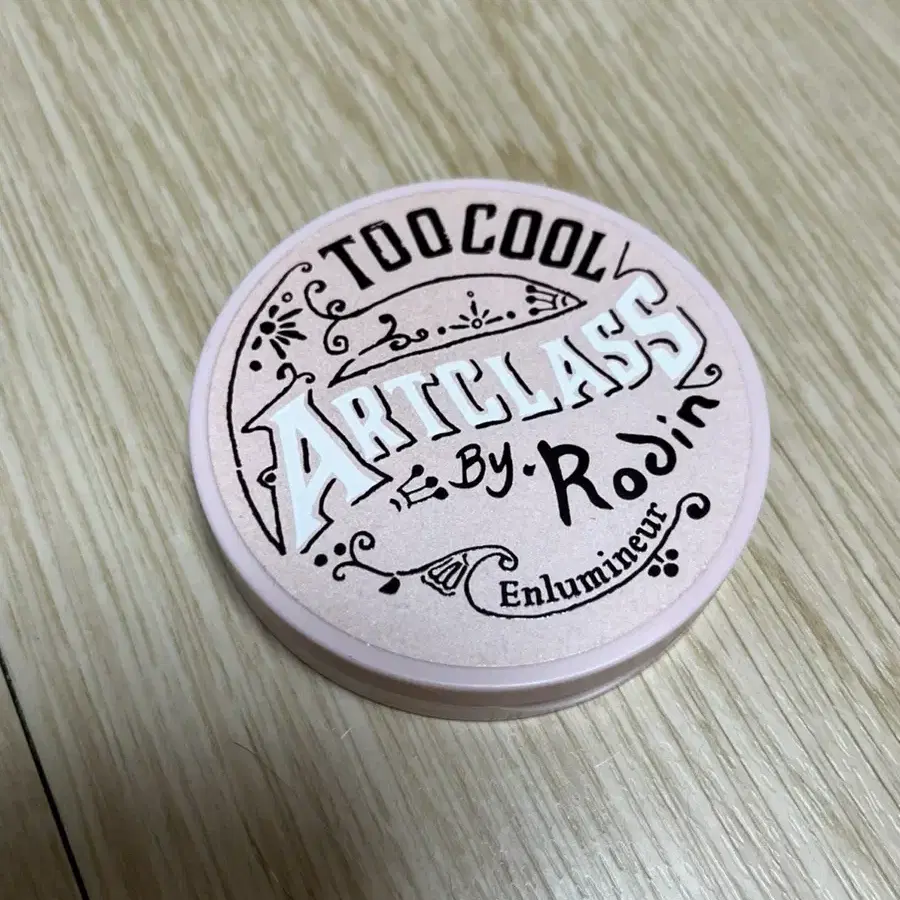 TOO COOL
ARTCLASS
By. Rodin
Enlumineur